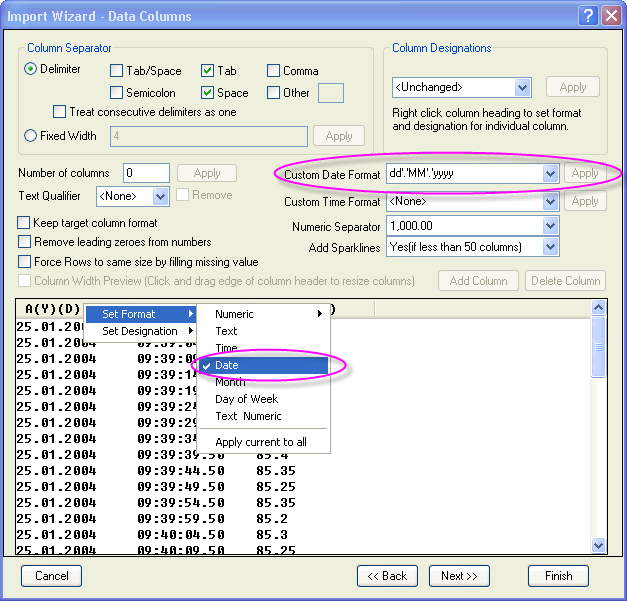 Import Wizard - Data Columns
Column Separator
Delimiter
Tab/Space
Tab
Comma
Semicolon
Space
Other
Treat consecutive delimiters as one
Fixed Width
4
Apply
Column Designations
<Unchanged>
Apply
Right click column heading to set format
and designation for individual column.
Number of columns
0
Apply
Text Qualifier
<None>
Remove
Custom Date Format
dd'.'MM'.'yyyy
Apply
Custom Time Format
<None>
Apply
Numeric Separator
1,000.00
Add Sparklines
Yes(if less than 50 columns)
Keep target column format
Remove leading zeroes from numbers
Force Rows to same size by filling missing value
Column Width Preview (Click and drag edge of column header to resize columns)
Add Column
Delete Column
A(Y)(D)
Set Format
Set Designation
Numeric
Text
Time
Date
Month
Day of Week
Text Numeric
Apply current to all
25.01.2004
25.01.2004 09:39:04
25.01.2004 09:39:09
25.01.2004 09:39:14
25.01.2004 09:39:19
25.01.2004 09:39:24
25.01.2004 09:39:29
25.01.2004 09:39:34
25.01.2004 09:39:39.50 85.4
25.01.2004 09:39:44.50 85.35
25.01.2004 09:39:49.50 85.25
25.01.2004 09:39:54.50 85.35
25.01.2004 09:39:59.50 85.2
25.01.2004 09:40:04.50 85.3
25.01.2004 09:40:09.50 85.25
Cancel
<< Back
Next >>
Finish